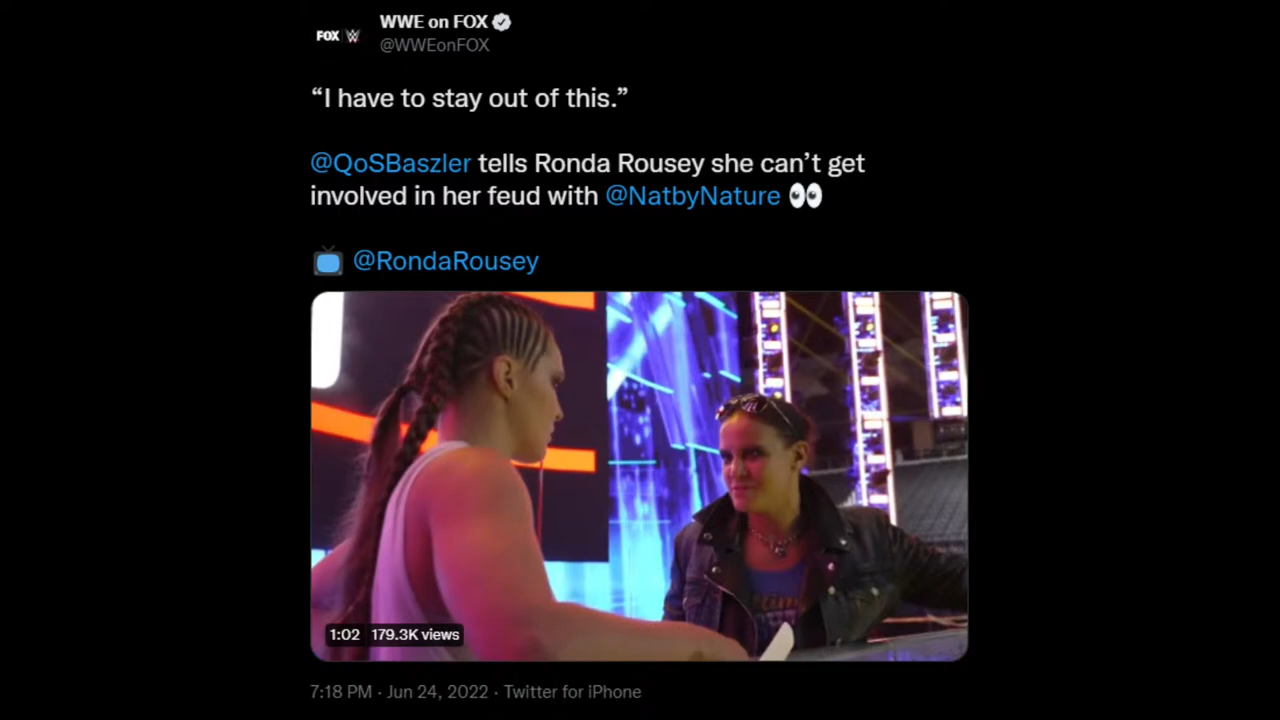 WWE on FOX
FOX W
@WWEonFOX
“I have to stay out of this.”
@QoSBaszler tells Ronda Rousey she can’t get
involved in her feud with @NatbyNature 👀
📺 @RondaRousey
1:02 179.3K views
7:18 PM · Jun 24, 2022 · Twitter for iPhone